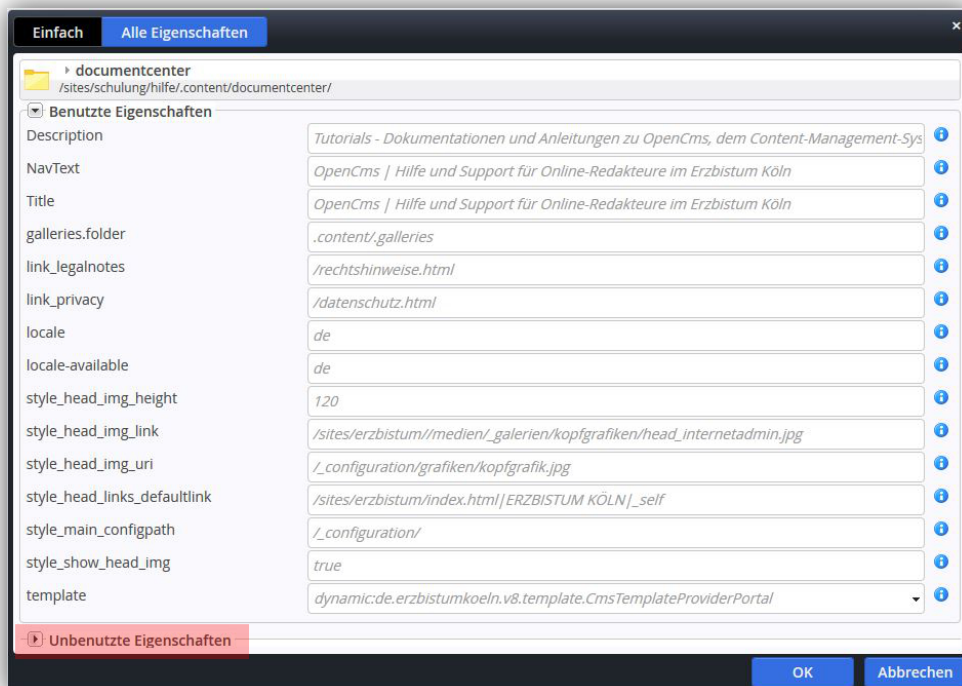 Einfach Alle Eigenschaften ×
documentcenter
/sites/schulung/hilfe/.content/documentcenter/
Benutzte Eigenschaften
Description Tutorials - Dokumentationen und Anleitungen zu OpenCms, dem Content-Management-Sys
NavText OpenCms | Hilfe und Support für Online-Redakteure im Erzbistum Köln
Title OpenCms | Hilfe und Support für Online-Redakteure im Erzbistum Köln
galleries.folder .content/.galleries
link_legalnotes /rechtshinweise.html
link_privacy /datenschutz.html
locale de
locale-available de
style_head_img_height 120
style_head_img_link /sites/erzbistum//medien/_galerien/kopfgrafiken/head_internetadmin.jpg
style_head_img_uri /_configuration/grafiken/kopfgrafik.jpg
style_head_links_defaultlink /sites/erzbistum/index.html|ERZBISTUM KÖLN|_self
style_main_configpath /_configuration/
style_show_head_img true
template dynamic:de.erzbistumkoeln.v8.template.CmsTemplateProviderPortal
Unbenutzte Eigenschaften
OK Abbrechen